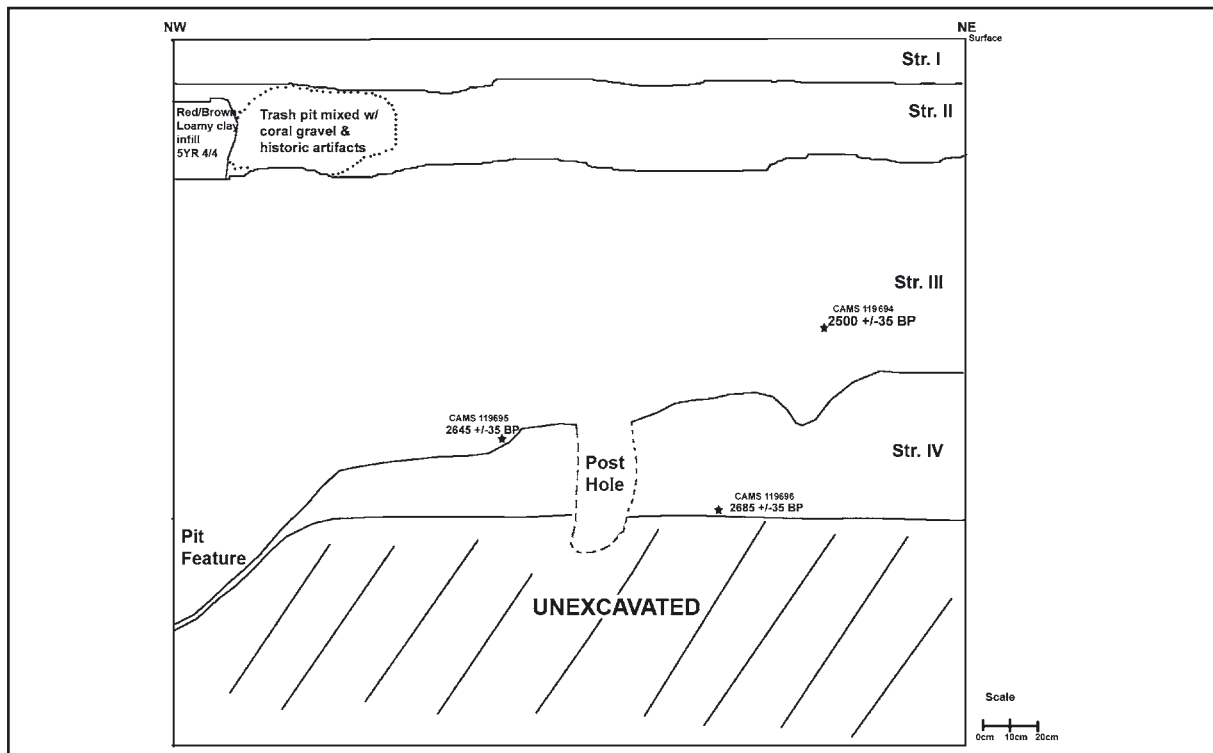 NW
NE
Surface
Str. I
Str. II
Red/Brown
Loamy clay
infill
5YR 4/4
Trash pit mixed w/
coral gravel &
historic artifacts
Str. III
CAMS 119694
2500 +/-35 BP
CAMS 119695
2645 +/-35 BP
Str. IV
Post
Hole
CAMS 119696
2685 +/-35 BP
Pit
Feature
UNEXCAVATED
Scale
0cm 10cm 20cm